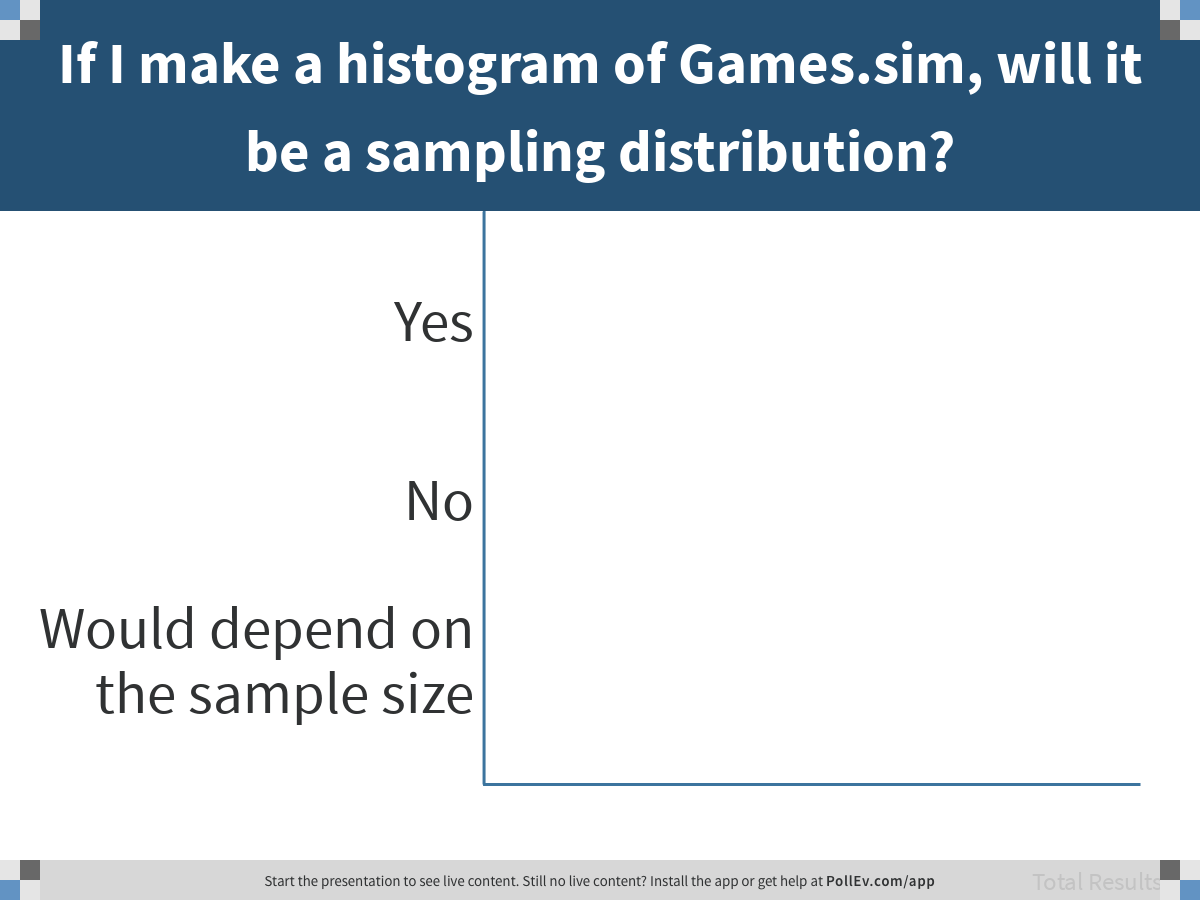 If I make a histogram of Games.sim, will it
be a sampling distribution?
Yes
No
Would depend on
the sample size
Start the presentation to see live content. Still no live content? Install the app or get help at PollEv.com/app
Total Results